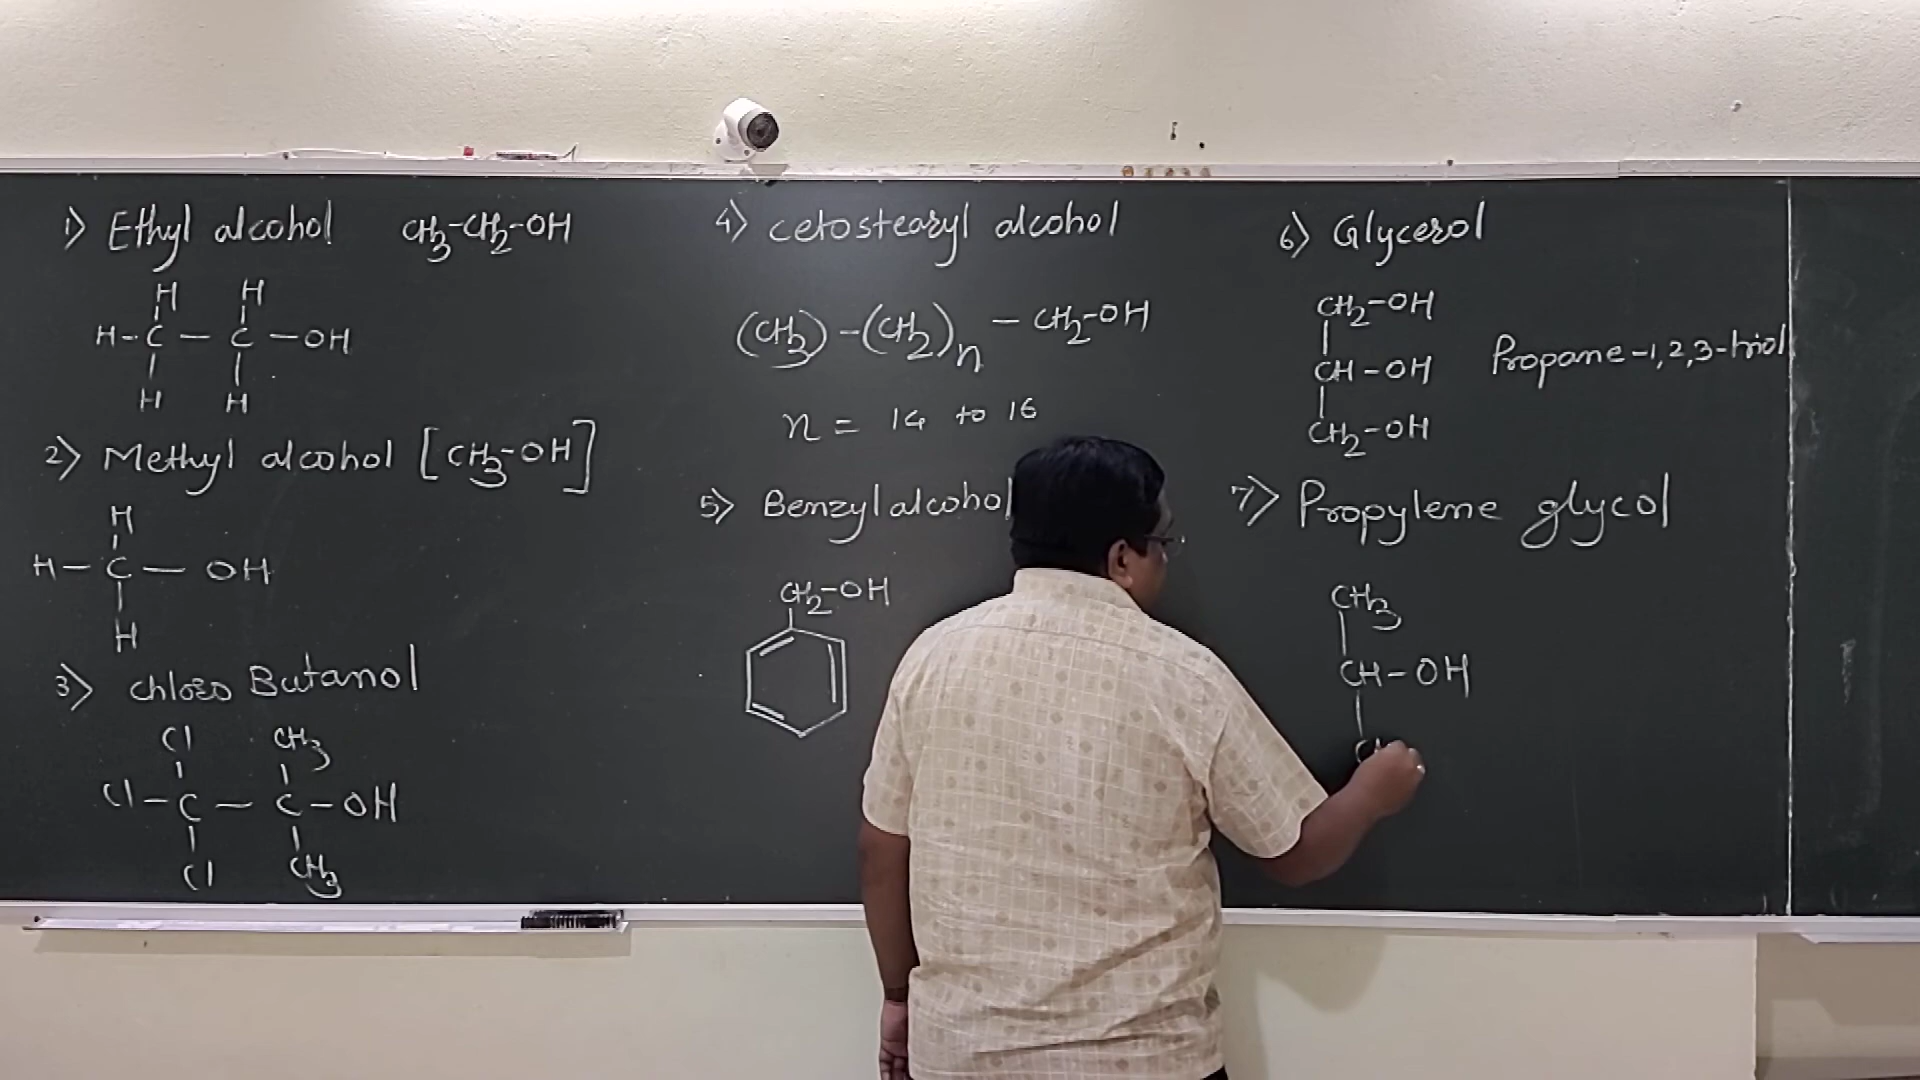 1) Ethyl alcohol CH3-CH2-OH
H H
H-C-C-OH
H H
2) Methyl alcohol [CH3-OH]
H
H-C-OH
H
3) chloro Butanol
Cl CH3
Cl-C-C-OH
Cl CH3
4) cetostearyl alcohol
(CH3)-(CH2)n-CH2-OH
n = 14 to 16
5) Benzyl alcohol
CH2-OH
6) Glycerol
CH2-OH
CH-OH Propane-1,2,3-triol
CH2-OH
7) Propylene glycol
CH3
CH-OH